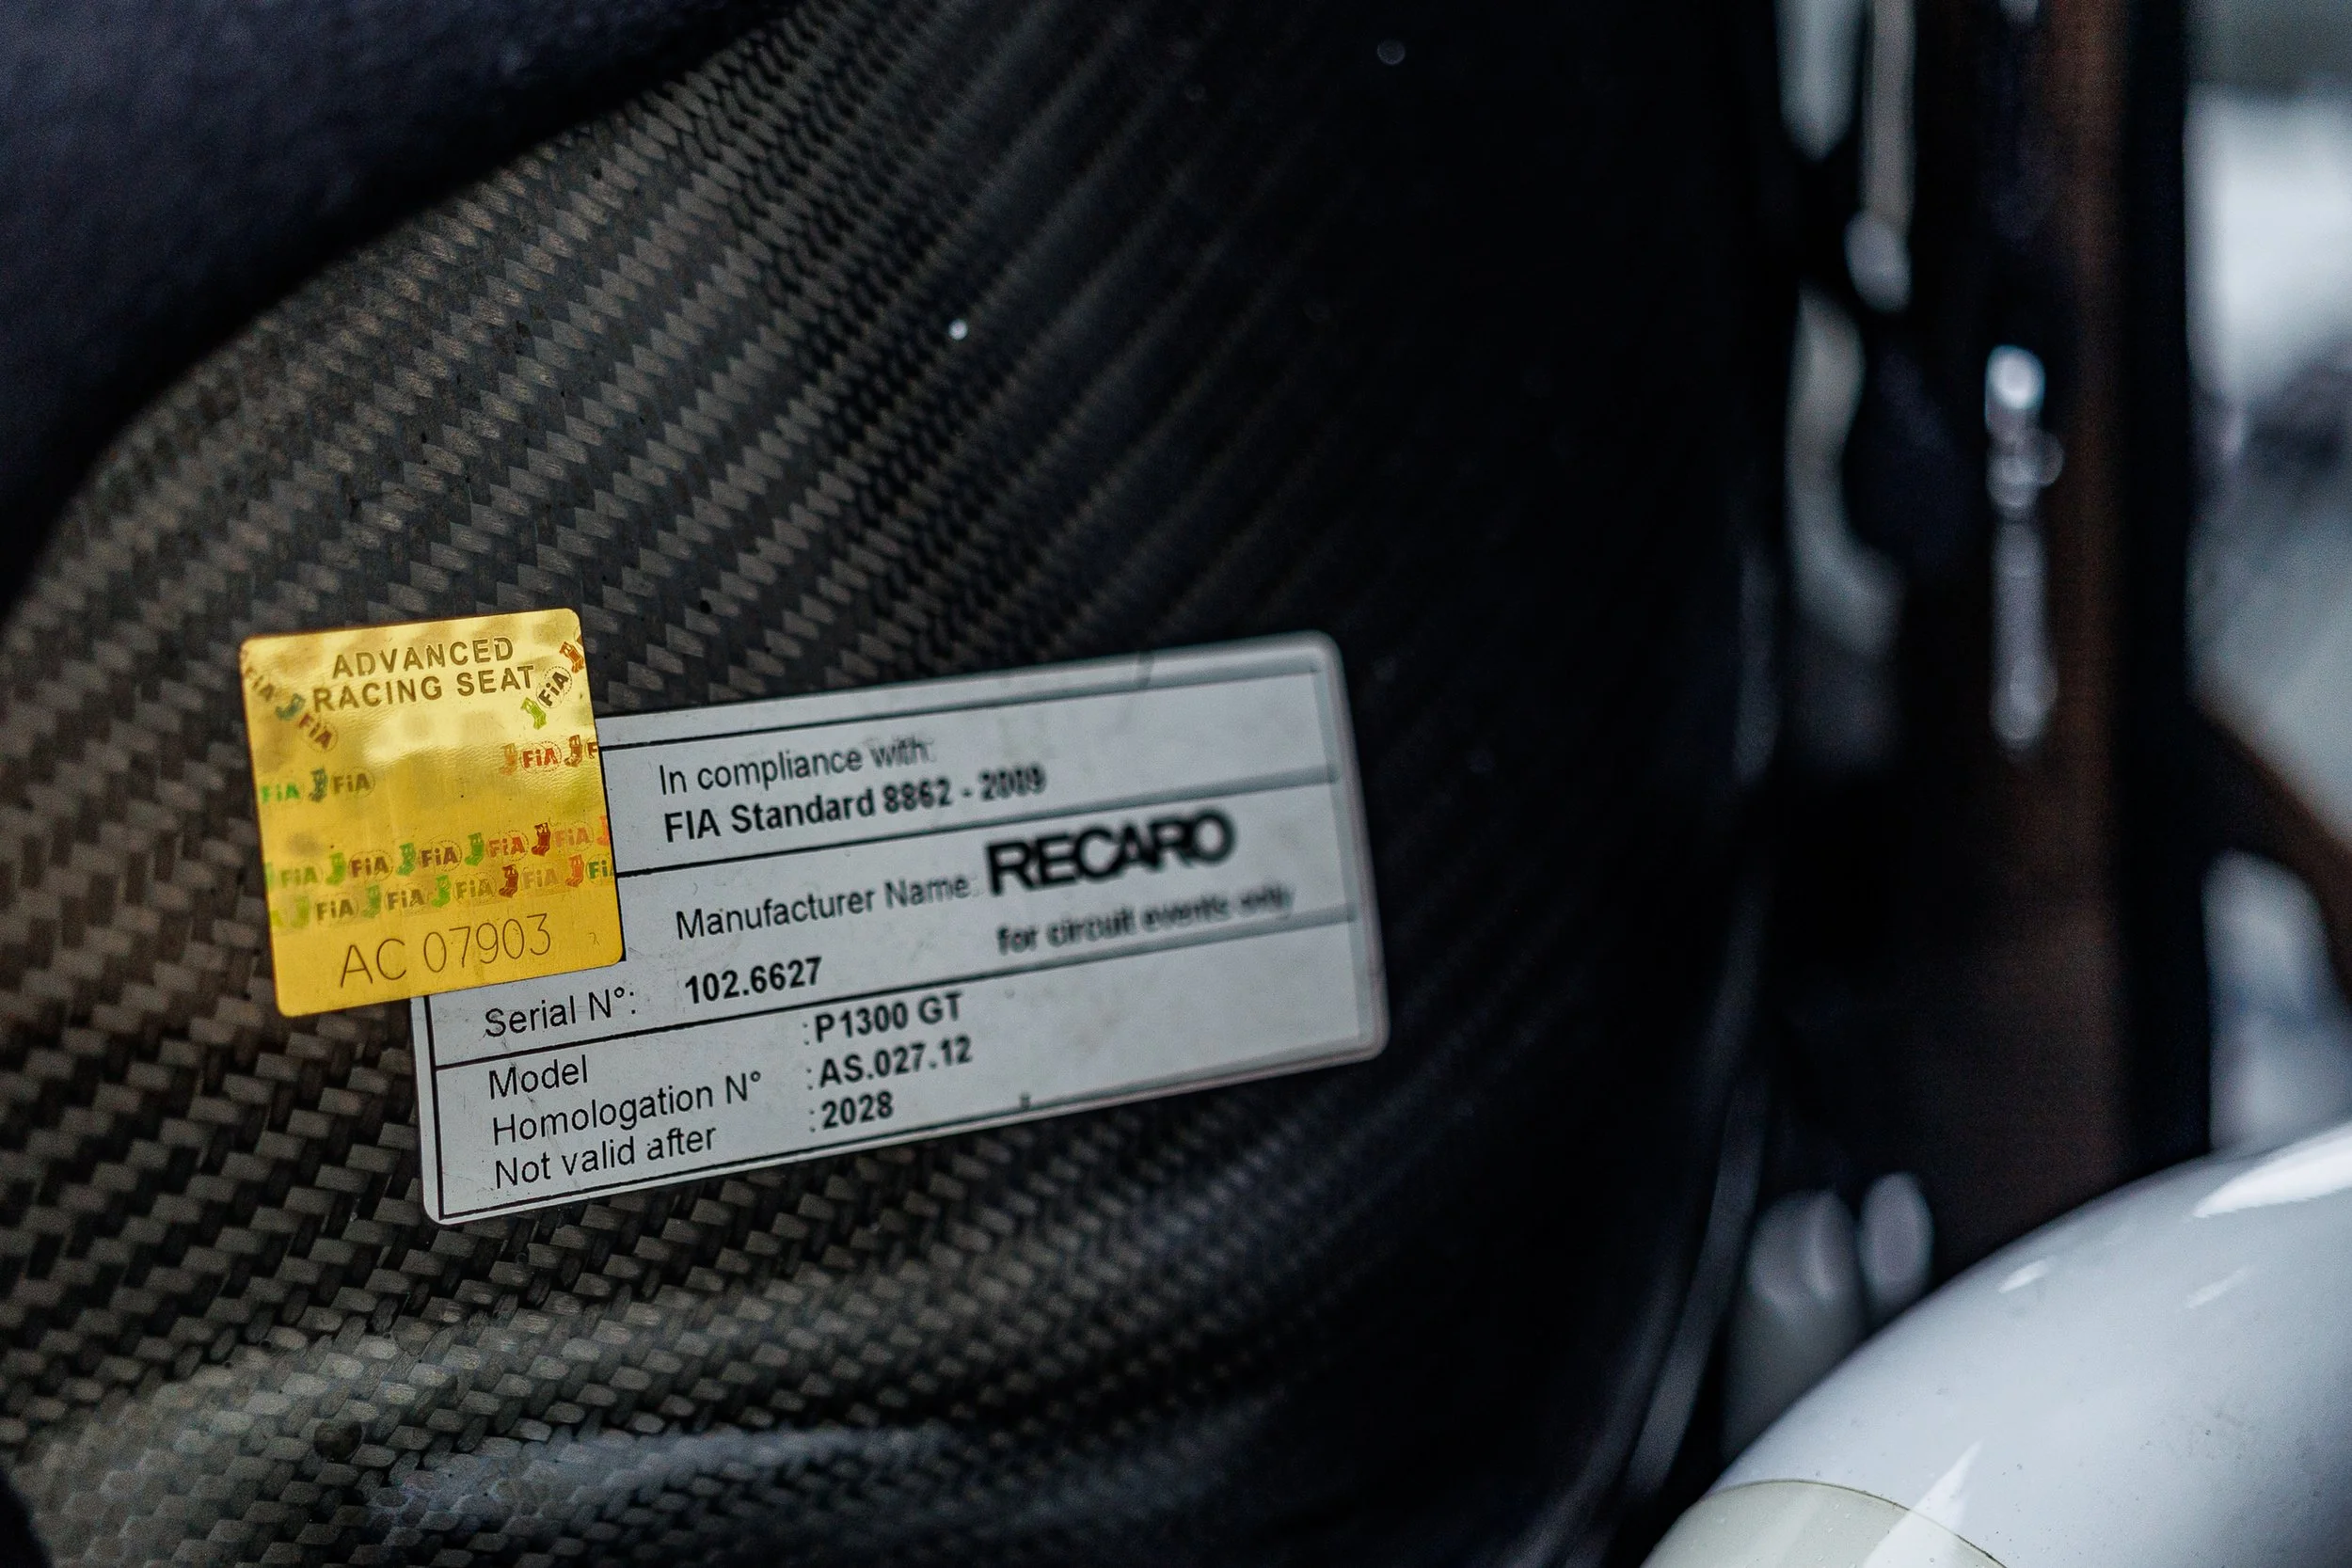 ADVANCED
RACING SEAT
FiA
FiA
FiA
FiA
FiA FiA
FiA FiA FiA FiA FiA
FiA FiA FiA FiA
AC 07903
In compliance with:
FIA Standard 8862 - 2009
Manufacturer Name: RECARO
for circuit events only
Serial N°: 102.6627
Model :P1300 GT
Homologation N° :AS.027.12
Not valid after :2028